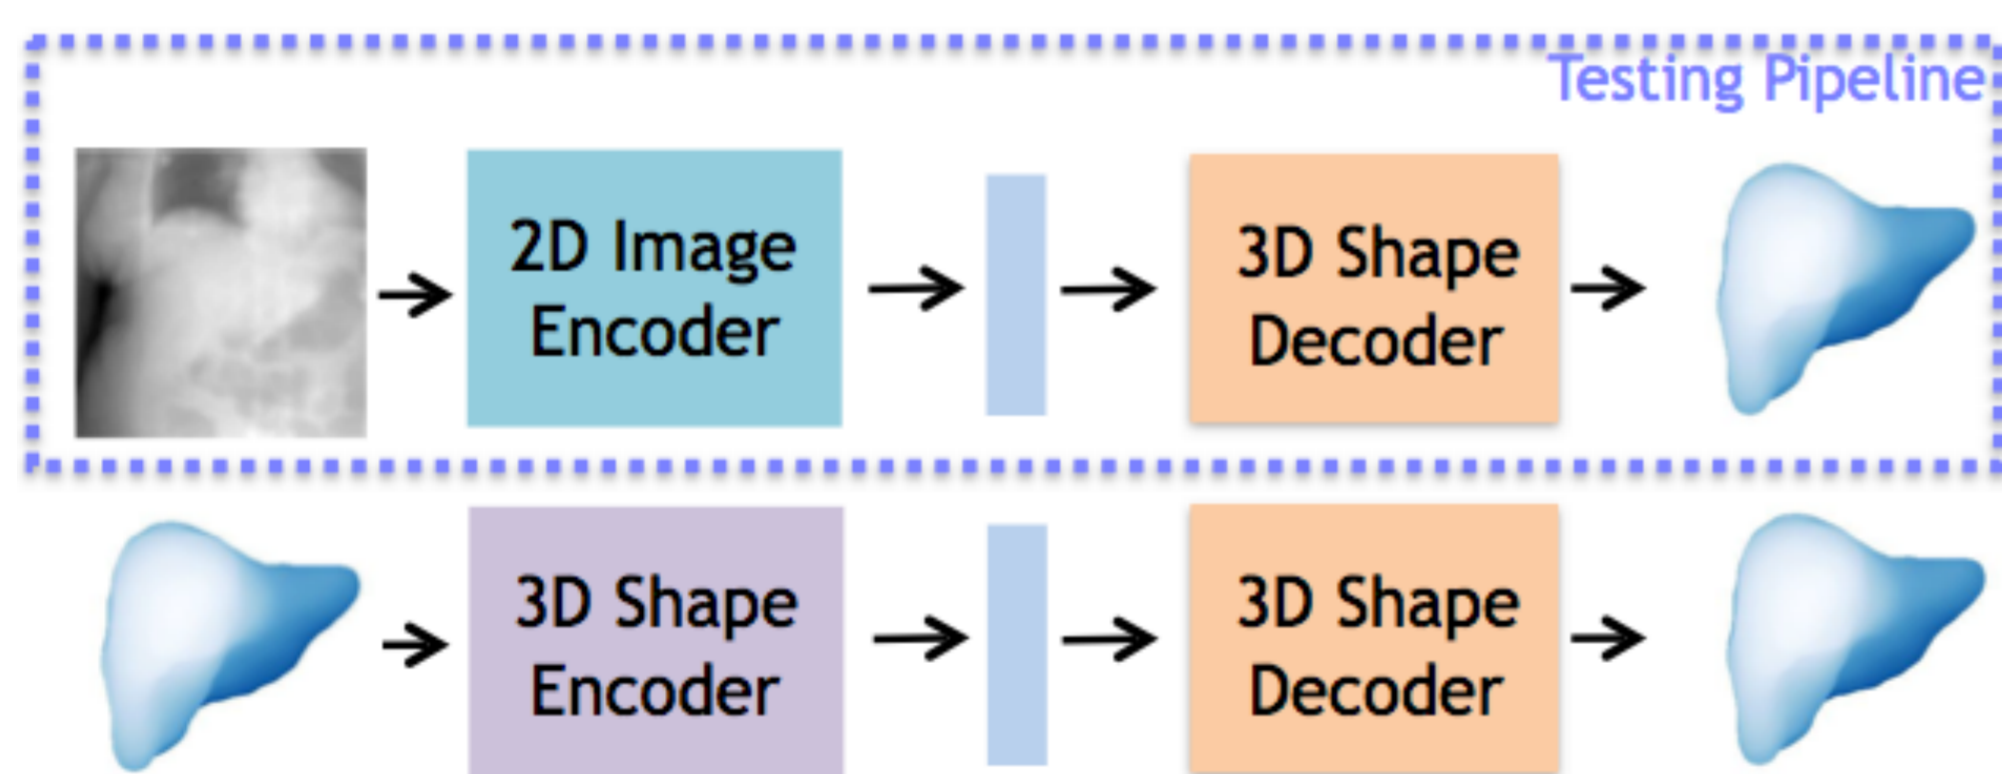 Testing Pipeline
2D Image
Encoder
3D Shape
Decoder
3D Shape
Encoder
3D Shape
Decoder